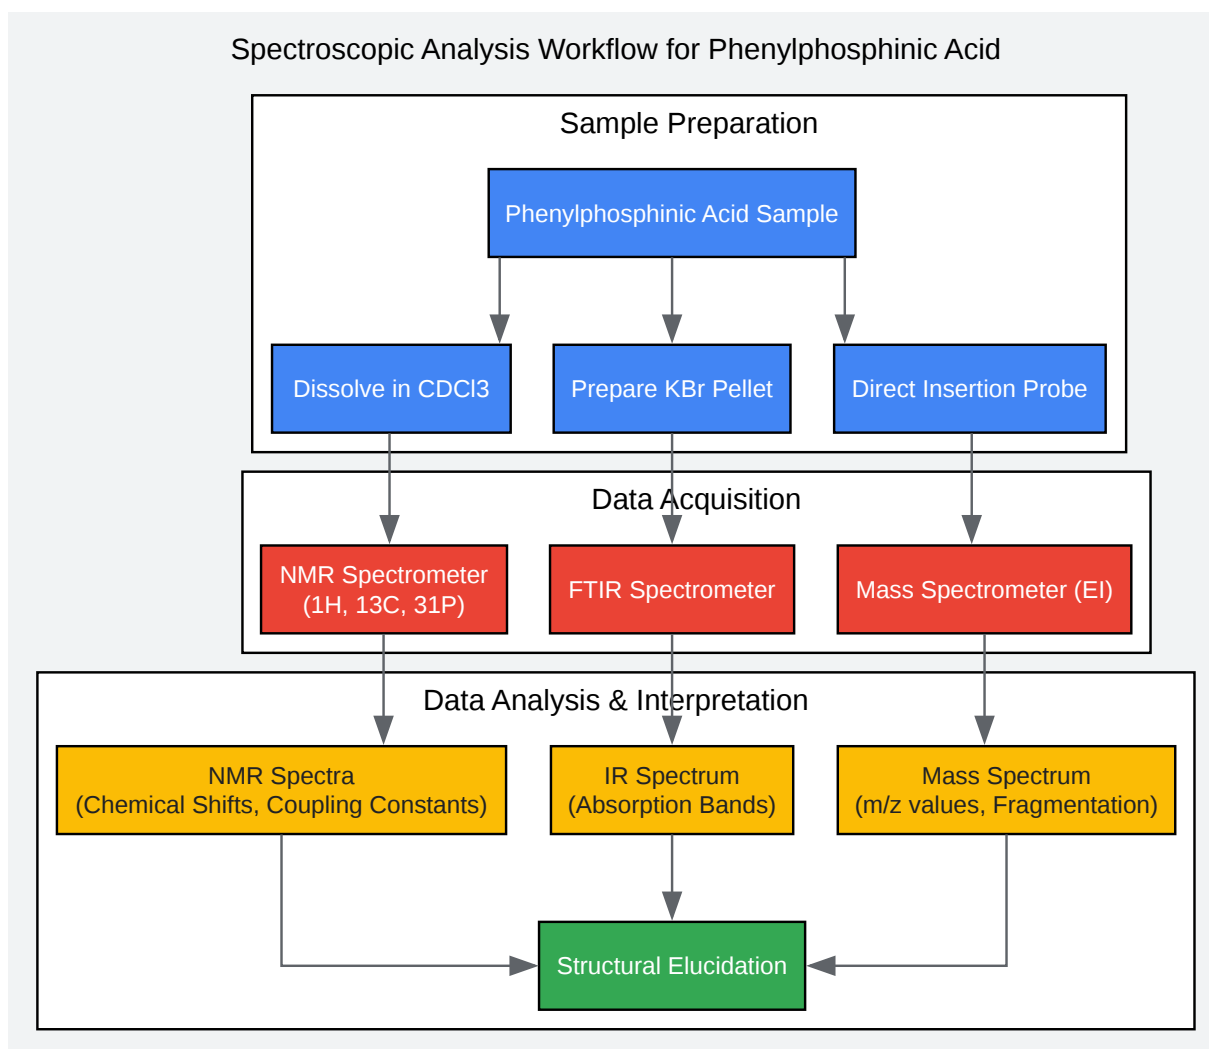 Spectroscopic Analysis Workflow for Phenylphosphinic Acid
Sample Preparation
Phenylphosphinic Acid Sample
Dissolve in CDCl3
Prepare KBr Pellet
Direct Insertion Probe
Data Acquisition
NMR Spectrometer
(1H, 13C, 31P)
FTIR Spectrometer
Mass Spectrometer (EI)
Data Analysis & Interpretation
NMR Spectra
(Chemical Shifts, Coupling Constants)
IR Spectrum
(Absorption Bands)
Mass Spectrum
(m/z values, Fragmentation)
Structural Elucidation